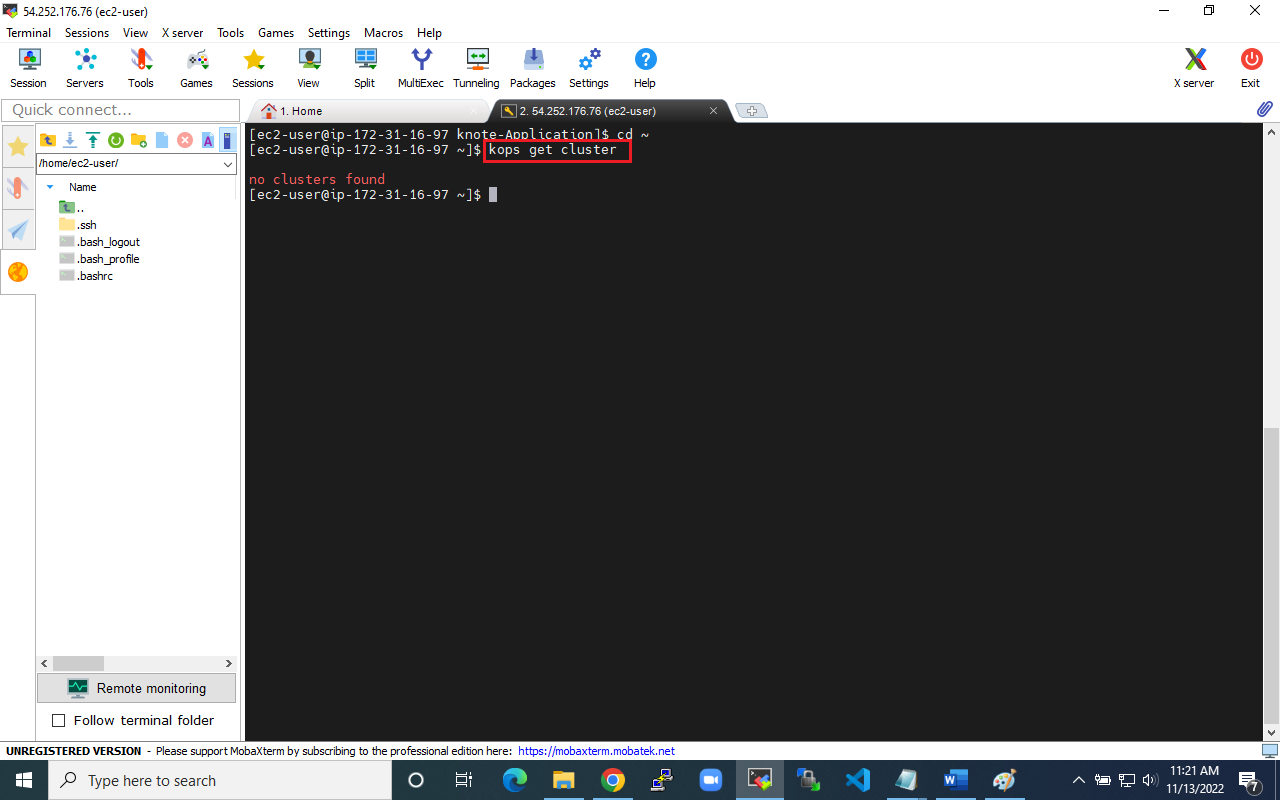 54.252.176.76 (ec2-user)
Terminal Sessions View X server Tools Games Settings Macros Help
Session Servers Tools Games Sessions View Split MultiExec Tunneling Packages Settings Help X server Exit
Quick connect...
1. Home
2. 54.252.176.76 (ec2-user)
/home/ec2-user/
Name
..
.ssh
.bash_logout
.bash_profile
.bashrc
[ec2-user@ip-172-31-16-97 knote-Application]$ cd ~
[ec2-user@ip-172-31-16-97 ~]$ kops get cluster
no clusters found
[ec2-user@ip-172-31-16-97 ~]$
Remote monitoring
Follow terminal folder
UNREGISTERED VERSION - Please support MobaXterm by subscribing to the professional edition here: https://mobaxterm.mobatek.net
Type here to search
11:21 AM
11/13/2022
7